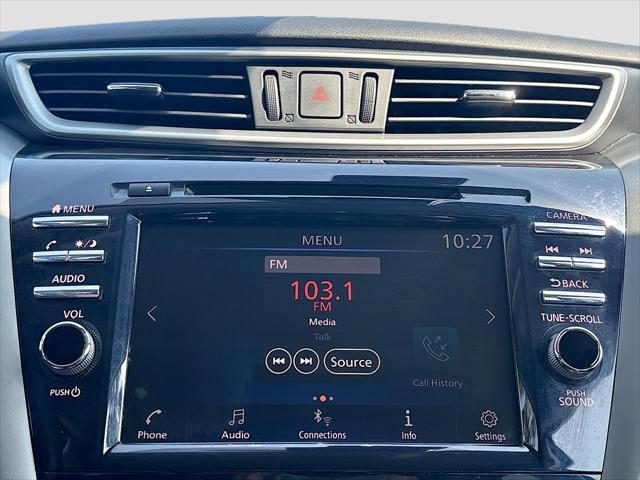 MENU
CAMERA
AUDIO
BACK
VOL
TUNE·SCROLL
PUSH
PUSH
SOUND
MENU 10:27
FM
103.1
FM
Media
Talk
Source
Call History
Phone Audio Connections Info Settings